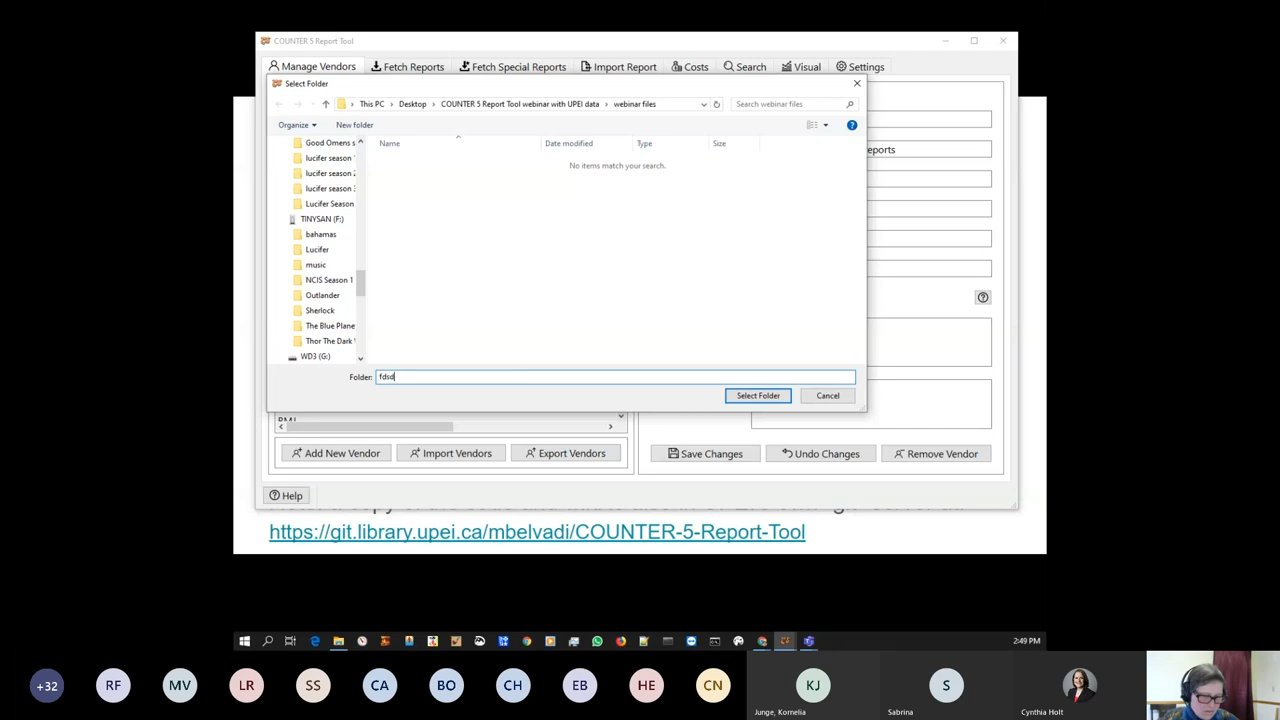 COUNTER 5 Report Tool
Manage Vendors Fetch Reports Fetch Special Reports Import Report Costs Search Visual Settings
Select Folder
This PC > Desktop > COUNTER 5 Report Tool webinar with UPEI data > webinar files
Search webinar files
Organize New folder
Name Date modified Type Size
No items match your search.
eports
Good Omens s
lucifer season 1
lucifer season 2
lucifer season 3
Lucifer Season
TINYSAN (F:)
bahamas
Lucifer
music
NCIS Season 1
Outlander
Sherlock
The Blue Plane
Thor The Dark
WD3 (G:)
Folder: fdsd
Select Folder Cancel
Add New Vendor Import Vendors Export Vendors
Save Changes Undo Changes Remove Vendor
Help
https://git.library.upei.ca/mbelvadi/COUNTER-5-Report-Tool
2:49 PM
+32 RF MV LR SS CA BO CH EB HE CN KJ S
Junge, Kornelia Sabrina Cynthia Holt